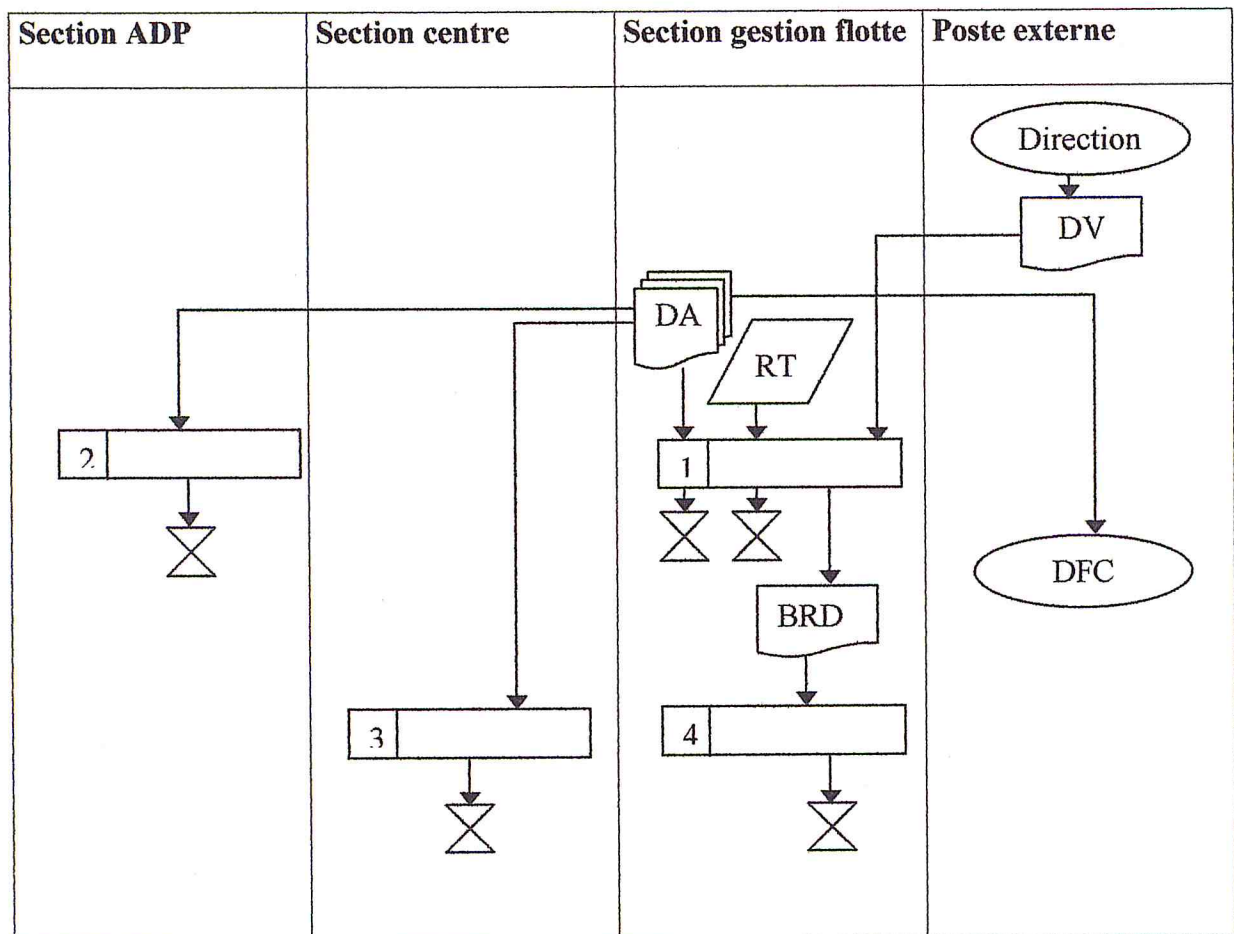 Section ADP
Section centre
Section gestion flotte
Poste externe
Direction
DV
DA
RT
2
1
DFC
BRD
3
4